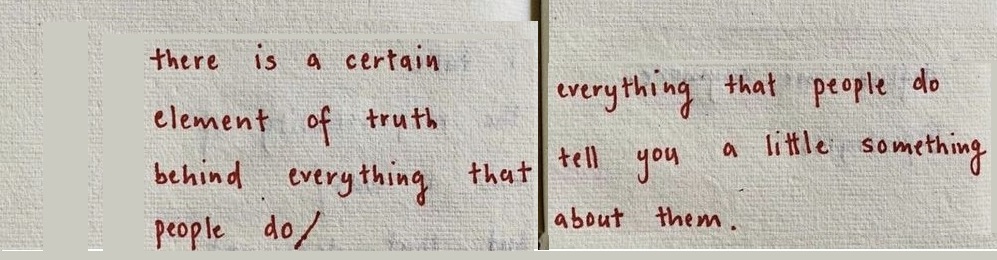 there is a certain
element of truth
behind everything that
people do/
everything that people do
tell you a little something
about them.